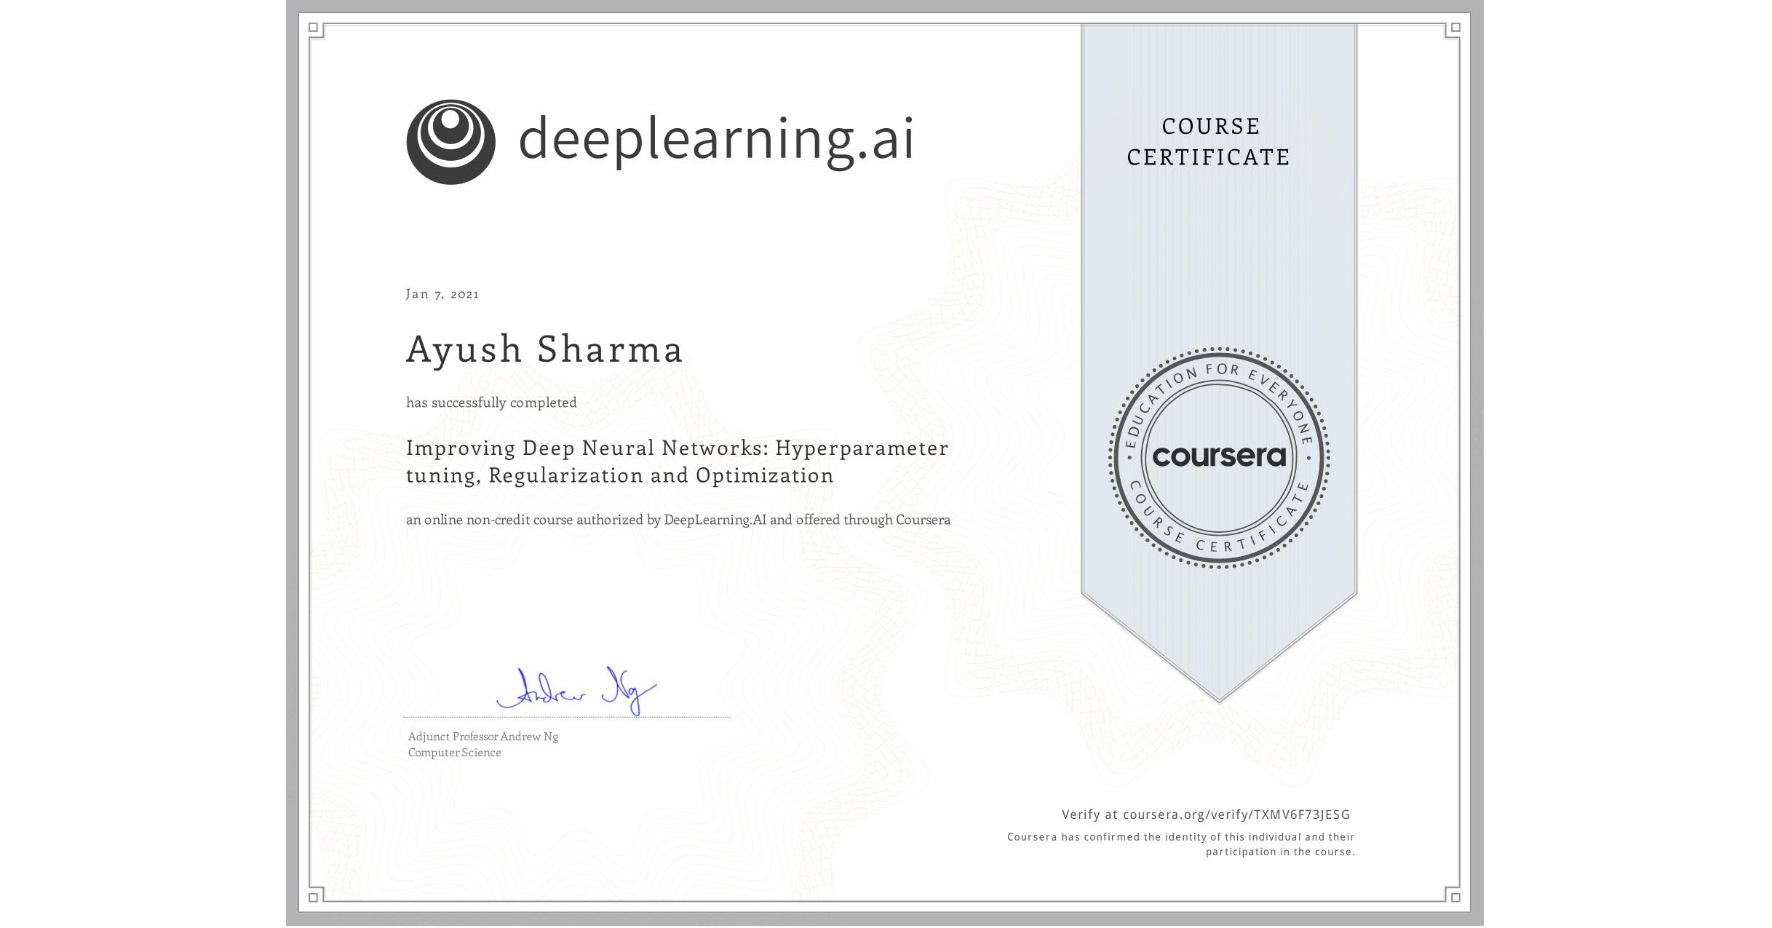 deeplearning.ai
COURSE
CERTIFICATE
Jan 7, 2021
Ayush Sharma
has successfully completed
Improving Deep Neural Networks: Hyperparameter
tuning, Regularization and Optimization
an online non-credit course authorized by DeepLearning.AI and offered through Coursera
EDUCATION FOR EVERYONE
coursera
COURSE CERTIFICATE
Andrew Ng
Adjunct Professor Andrew Ng
Computer Science
Verify at coursera.org/verify/TXMV6F73JESG
Coursera has confirmed the identity of this individual and their
participation in the course.